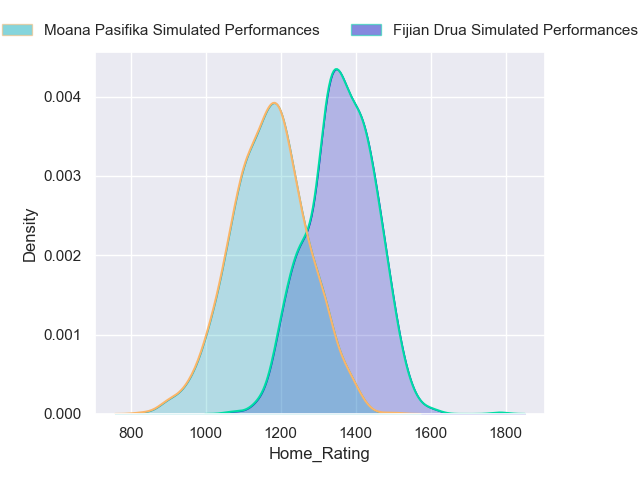 Moana Pasifika Simulated Performances
Fijian Drua Simulated Performances
0.004
0.003
0.002
0.001
0.000
Density
800
1000
1200
1400
1600
1800
Home_Rating